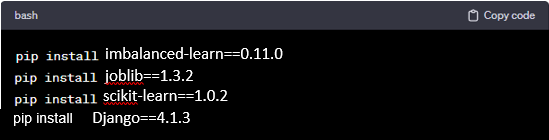 bash Copy code
pip install imbalanced-learn==0.11.0
pip install joblib==1.3.2
pip install scikit-learn==1.0.2
pip install Django==4.1.3